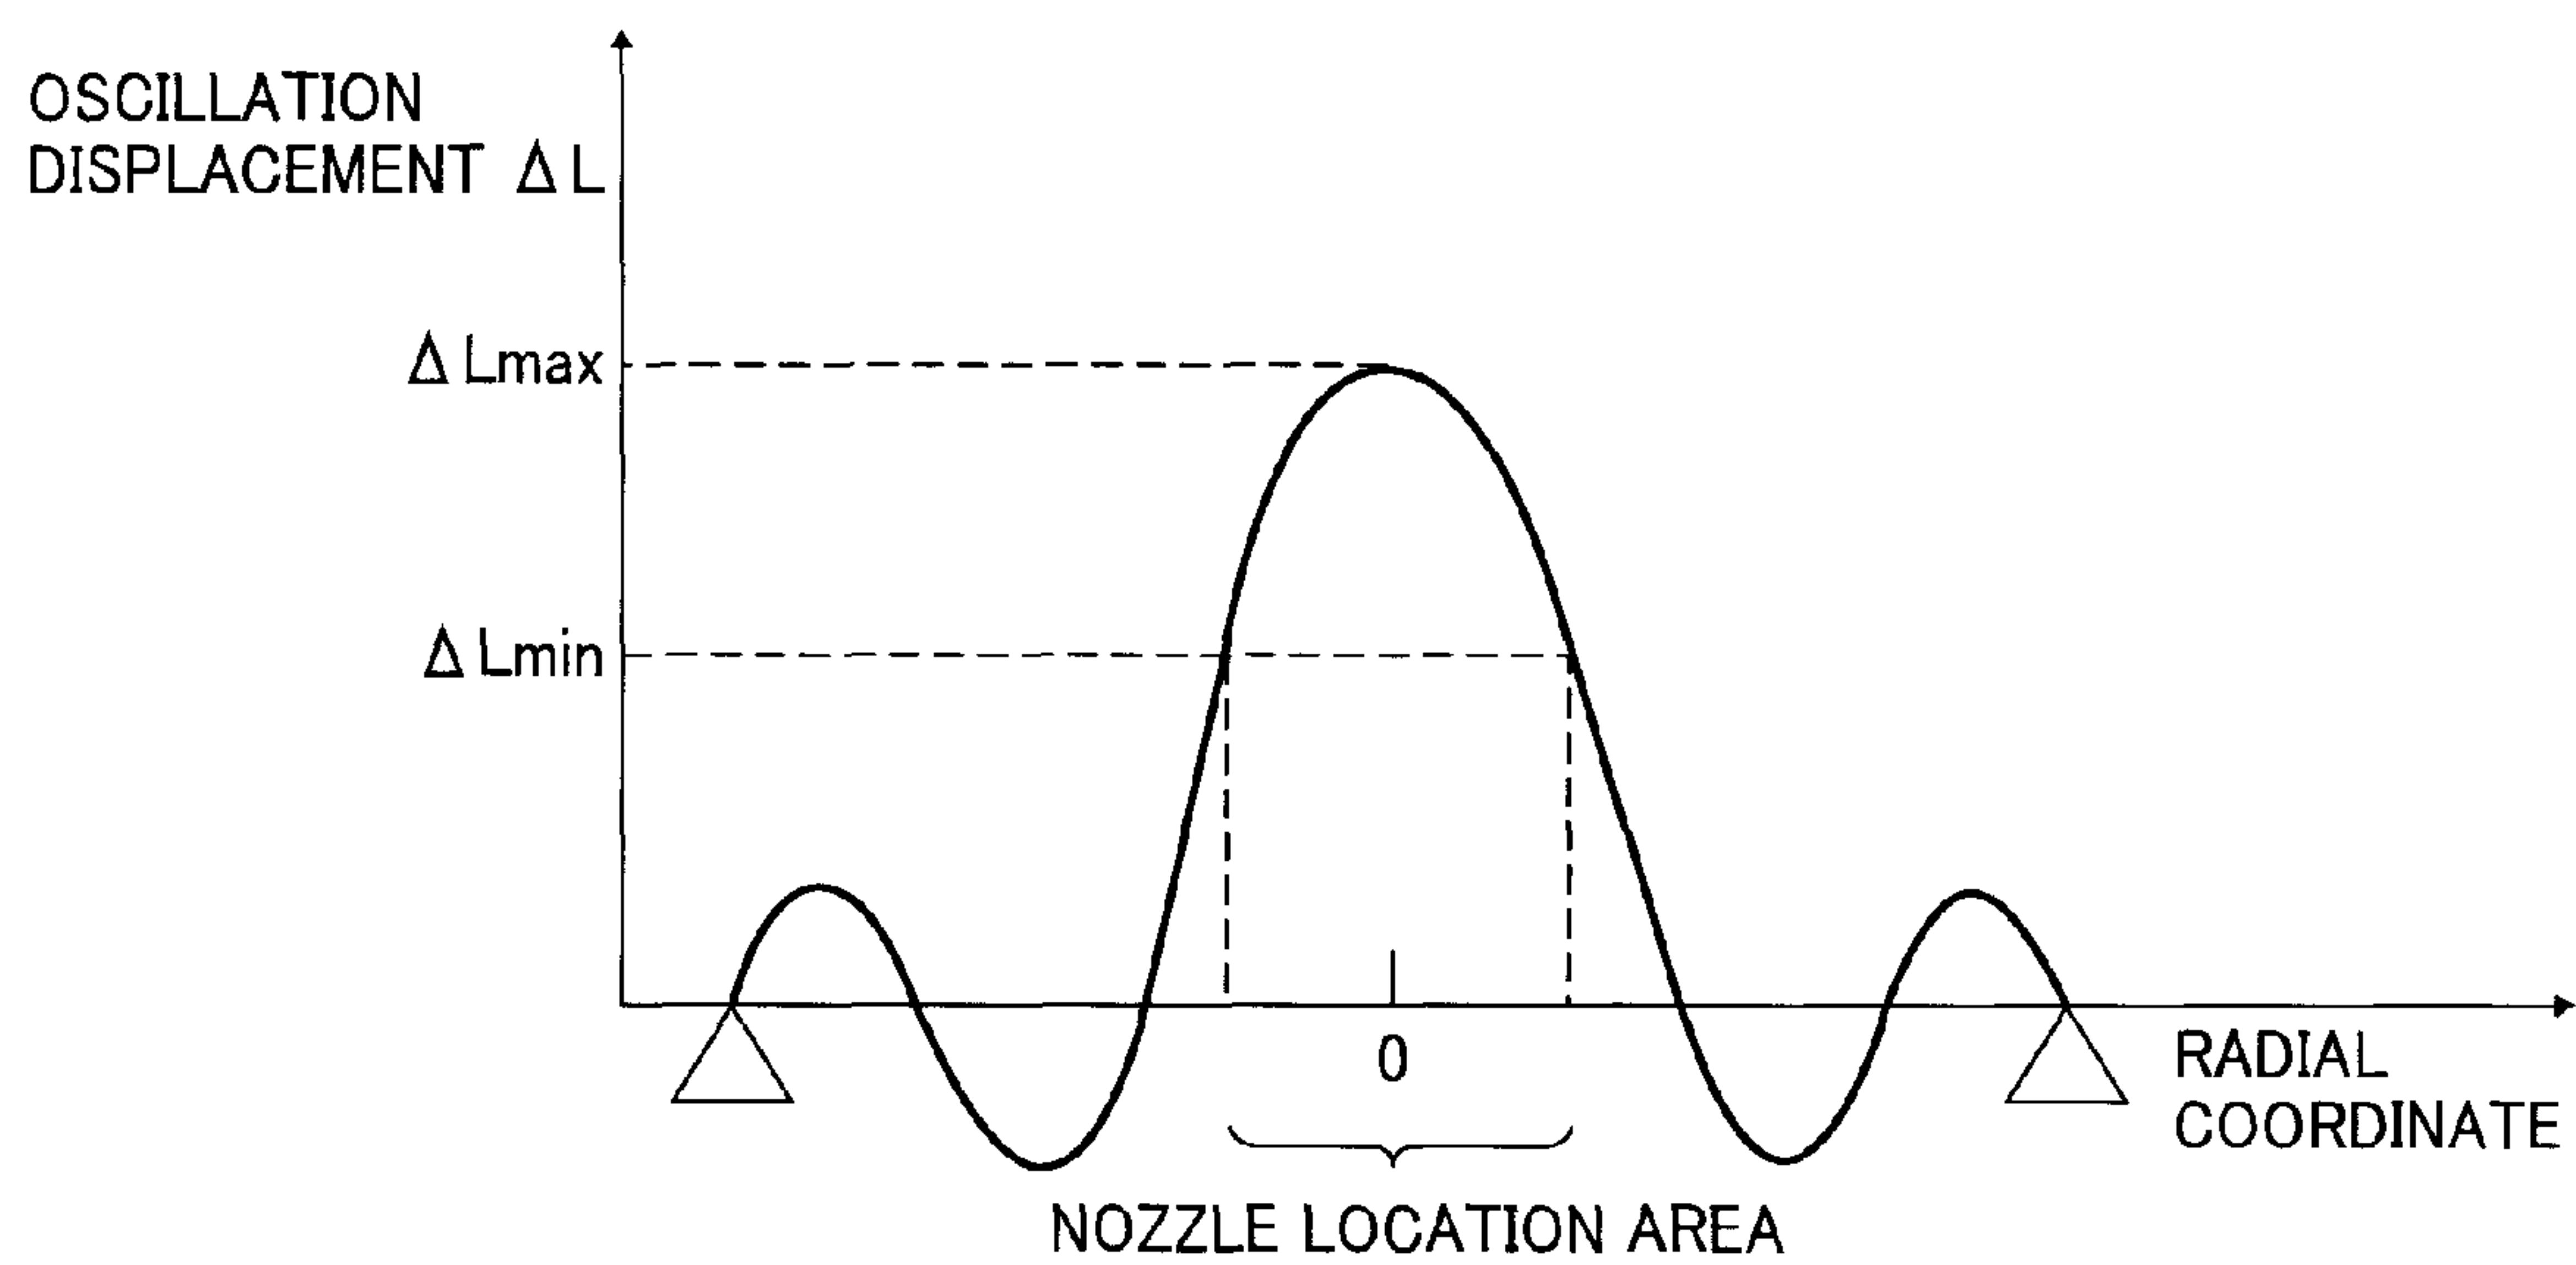 OSCILLATION
DISPLACEMENT ΔL
ΔLmax
ΔLmin
0
RADIAL
COORDINATE
NOZZLE LOCATION AREA